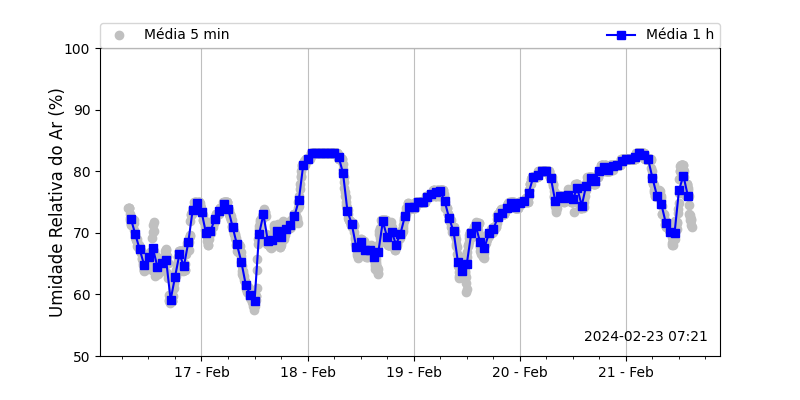 Média 5 min Média 1 h
Umidade Relativa do Ar (%)
100
90
80
70
60
50
2024-02-23 07:21
17 - Feb 18 - Feb 19 - Feb 20 - Feb 21 - Feb